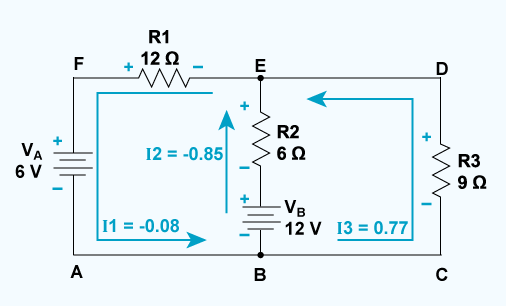 R1
12 Ω
F
+
−
E
D
+
R2
6 Ω
−
I2 = -0.85
+
VA
6 V
−
+
R3
9 Ω
−
+
VB
12 V
−
I1 = -0.08
I3 = 0.77
A
B
C